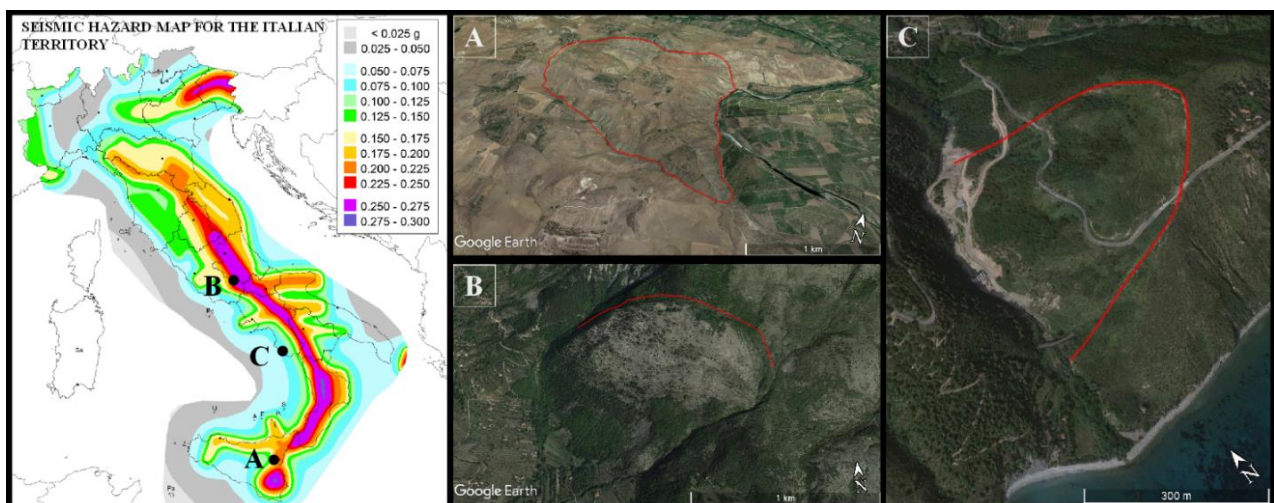 SEISMIC HAZARD MAP FOR THE ITALIAN
TERRITORY
< 0.025 g
0.025 - 0.050
0.050 - 0.075
0.075 - 0.100
0.100 - 0.125
0.125 - 0.150
0.150 - 0.175
0.175 - 0.200
0.200 - 0.225
0.225 - 0.250
0.250 - 0.275
0.275 - 0.300
B
C
A
A
Google Earth
1 km
N
B
Google Earth
1 km
N
C
N
300 m